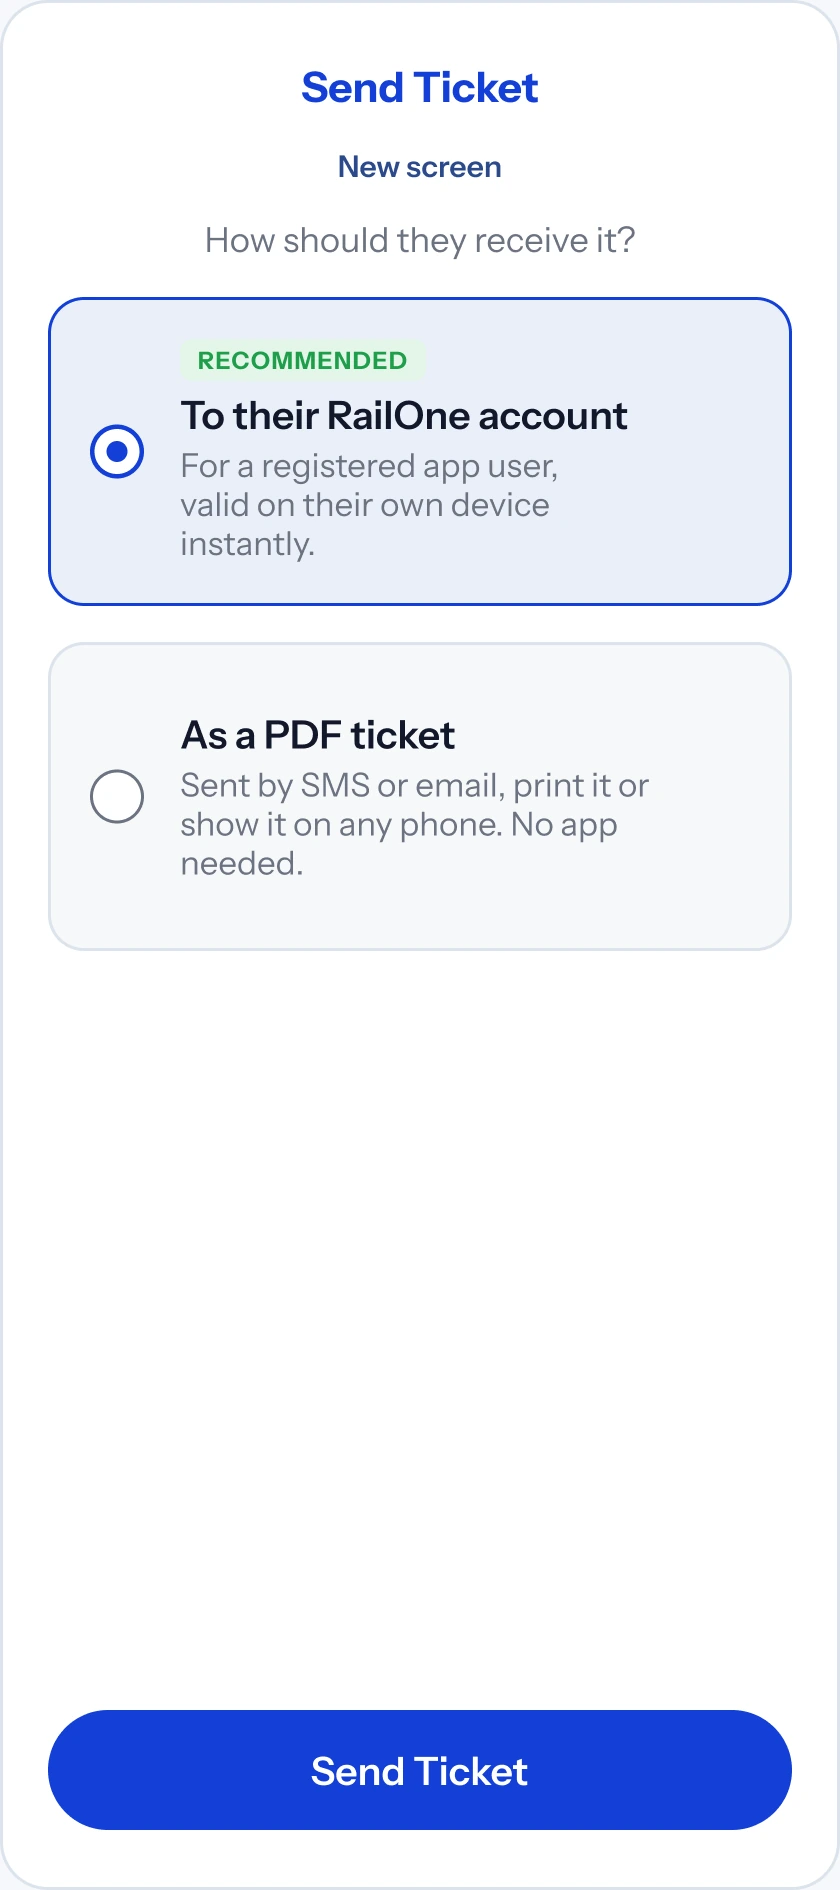 Send Ticket
New screen
How should they receive it?
RECOMMENDED
To their RailOne account
For a registered app user,
valid on their own device
instantly.
As a PDF ticket
Sent by SMS or email, print it or
show it on any phone. No app
needed.
Send Ticket